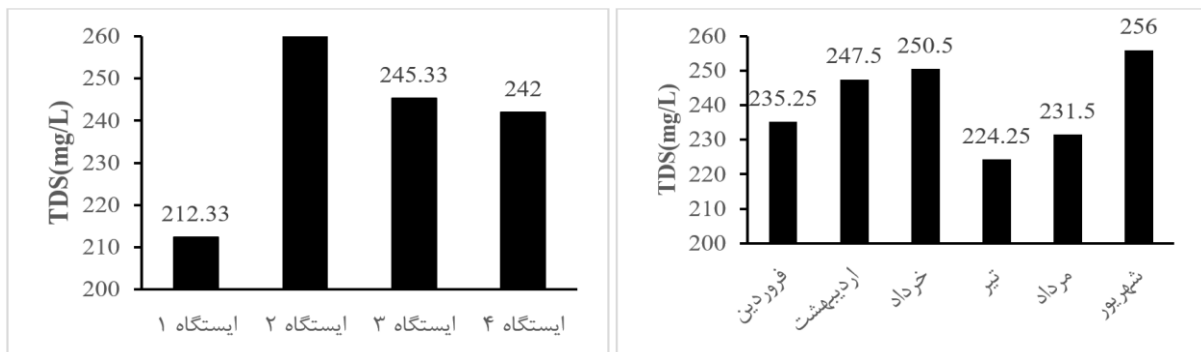 TDS(mg/L)
260
250
240
230
220
210
200
212.33
245.33
242
ایستگاه ۱
ایستگاه ۲
ایستگاه ۳
ایستگاه ۴
TDS(mg/L)
260
250
240
230
220
210
200
235.25
247.5
250.5
224.25
231.5
256
فروردین
اردیبهشت
خرداد
تیر
مرداد
شهریور